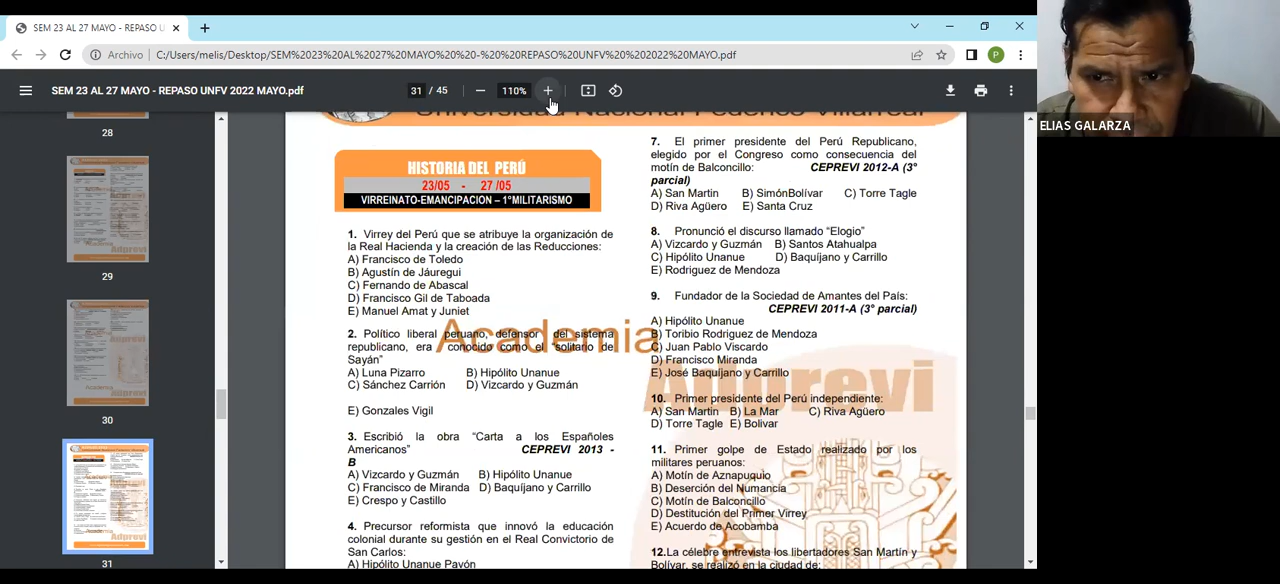 SEM 23 AL 27 MAYO - REPASO U
Archivo
C:/Users/melis/Desktop/SEM%2023%20AL%2027%20MAYO%20%20-%20%20REPASO%20UNFV%20%202022%20MAYO.pdf
P
SEM 23 AL 27 MAYO - REPASO UNFV 2022 MAYO.pdf
31 / 45
110%
ELIAS GALARZA
28
29
30
31
Universidad Nacional Federico Villarreal
HISTORIA DEL PERÚ
23/05 - 27 /05
VIRREINATO-EMANCIPACION – 1°MILITARISMO
1. Virrey del Perú que se atribuye la organización de
la Real Hacienda y la creación de las Reducciones:
A) Francisco de Toledo
B) Agustín de Jáuregui
C) Fernando de Abascal
D) Francisco Gil de Taboada
E) Manuel Amat y Juniet
2. Político liberal peruano, defensor del sistema
republicano, era conocido como el "solitario de
Sayán"
A) Luna Pizarro B) Hipólito Unanue
C) Sánchez Carrión D) Vizcardo y Guzmán
E) Gonzales Vigil
3. Escribió la obra "Carta a los Españoles
Americanos" CEPREVI 2013 -
B
A) Vizcardo y Guzmán B) Hipólito Unanue
C) Francisco de Miranda D) Baquíjano y Carrillo
E) Crespo y Castillo
4. Precursor reformista que innovó la educación
colonial durante su gestión en el Real Convictorio de
San Carlos:
A) Hipólito Unanue Pavón
7. El primer presidente del Perú Republicano,
elegido por el Congreso como consecuencia del
motín de Balconcillo: CEPREVI 2012-A (3°
parcial)
A) San Martin B) SimónBolívar C) Torre Tagle
D) Riva Agüero E) Santa Cruz
8. Pronunció el discurso llamado "Elogio"
A) Vizcardo y Guzmán B) Santos Atahualpa
C) Hipólito Unanue D) Baquíjano y Carrillo
E) Rodriguez de Mendoza
9. Fundador de la Sociedad de Amantes del País:
CEPREVI 2011-A (3° parcial)
A) Hipólito Unanue
B) Toribio Rodríguez de Mendoza
C) Juan Pablo Viscardo
D) Francisco Miranda
E) José Baquíjano y Carrillo
10. Primer presidente del Perú independiente:
A) San Martin B) La Mar C) Riva Agüero
D) Torre Tagle E) Bolivar
11. Primer golpe de Estado realizado por los
militares peruanos:
A) Motín de Aznapuquio
B) Deserción del Numancia
C) Motín de Balconcillo
D) Destitución del Primer Virrey
E) Acuerdo de Acobamba
12.La célebre entrevista los libertadores San Martín y
Bolívar, se realizó en la ciudad de:
Academia
Adprevi